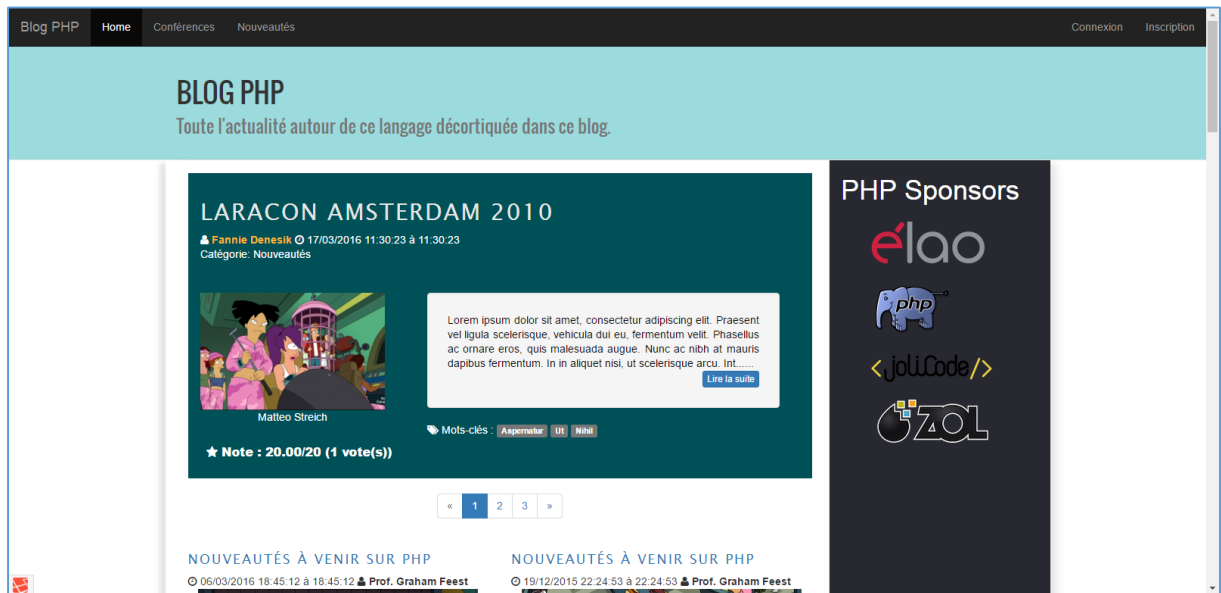 Blog PHP Home Conférences Nouveautés Connexion Inscription
BLOG PHP
Toute l'actualité autour de ce langage décortiquée dans ce blog.
LARACON AMSTERDAM 2010
Fannie Denesik 17/03/2016 11:30:23 à 11:30:23
Catégorie: Nouveautés
Lorem ipsum dolor sit amet, consectetur adipiscing elit. Praesent
vel ligula scelerisque, vehicula dui eu, fermentum velit. Phasellus
ac ornare eros, quis malesuada augue. Nunc ac nibh at mauris
dapibus fermentum. In in aliquet nisi, ut scelerisque arcu. Int......
Lire la suite
Matteo Streich
Mots-clés : Aspernatur Ut Nihil
Note : 20.00/20 (1 vote(s))
« 1 2 3 »
NOUVEAUTÉS À VENIR SUR PHP
06/03/2016 18:45:12 à 18:45:12 Prof. Graham Feest
NOUVEAUTÉS À VENIR SUR PHP
19/12/2015 22:24:53 à 22:24:53 Prof. Graham Feest
PHP Sponsors
élao
php
<joliCode/>
ZOL